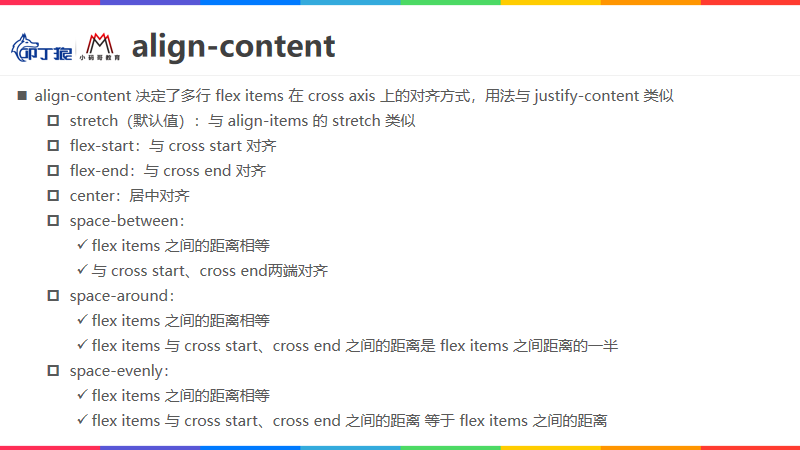 叩丁狼
小码哥教育
align-content
align-content 决定了多行 flex items 在 cross axis 上的对齐方式，用法与 justify-content 类似
stretch（默认值）：与 align-items 的 stretch 类似
flex-start：与 cross start 对齐
flex-end：与 cross end 对齐
center：居中对齐
space-between：
flex items 之间的距离相等
与 cross start、cross end两端对齐
space-around：
flex items 之间的距离相等
flex items 与 cross start、cross end 之间的距离是 flex items 之间距离的一半
space-evenly：
flex items 之间的距离相等
flex items 与 cross start、cross end 之间的距离 等于 flex items 之间的距离